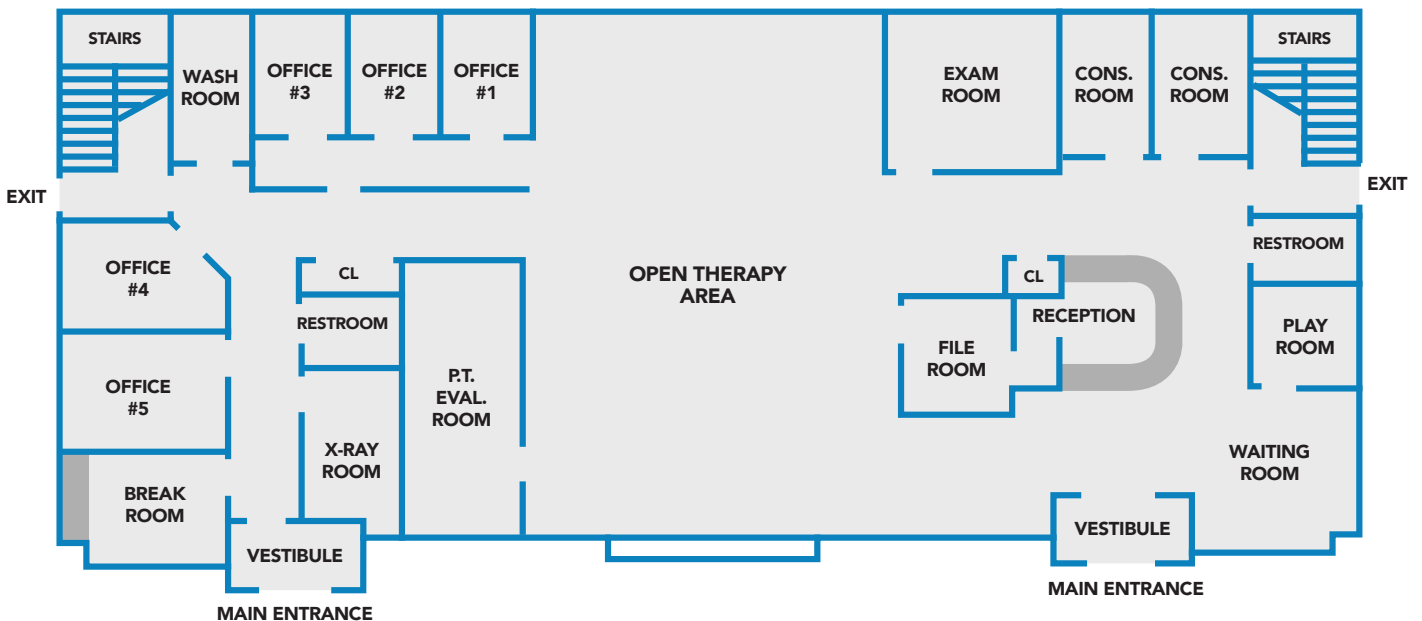 STAIRS
WASH
ROOM
OFFICE
#3
OFFICE
#2
OFFICE
#1
EXAM
ROOM
CONS.
ROOM
CONS.
ROOM
STAIRS
EXIT
EXIT
OFFICE
#4
CL
RESTROOM
OPEN THERAPY
AREA
CL
RECEPTION
FILE
ROOM
RESTROOM
PLAY
ROOM
OFFICE
#5
P.T.
EVAL.
ROOM
X-RAY
ROOM
WAITING
ROOM
BREAK
ROOM
VESTIBULE
VESTIBULE
MAIN ENTRANCE
MAIN ENTRANCE